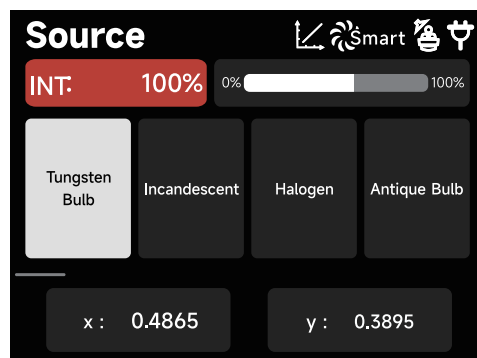 Source
Smart
INT: 100%
0% 100%
Tungsten
Bulb
Incandescent
Halogen
Antique Bulb
x : 0.4865
y : 0.3895